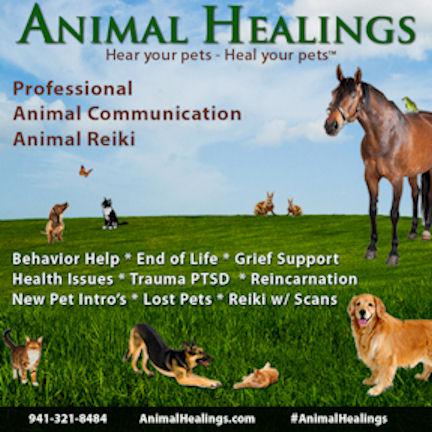 ANIMAL HEALINGS
Hear your pets - Heal your pets™
Professional
Animal Communication
Animal Reiki
Behavior Help * End of Life * Grief Support
Health Issues * Trauma PTSD * Reincarnation
New Pet Intro's * Lost Pets * Reiki w/ Scans
941-321-8484 AnimalHealings.com #AnimalHealings